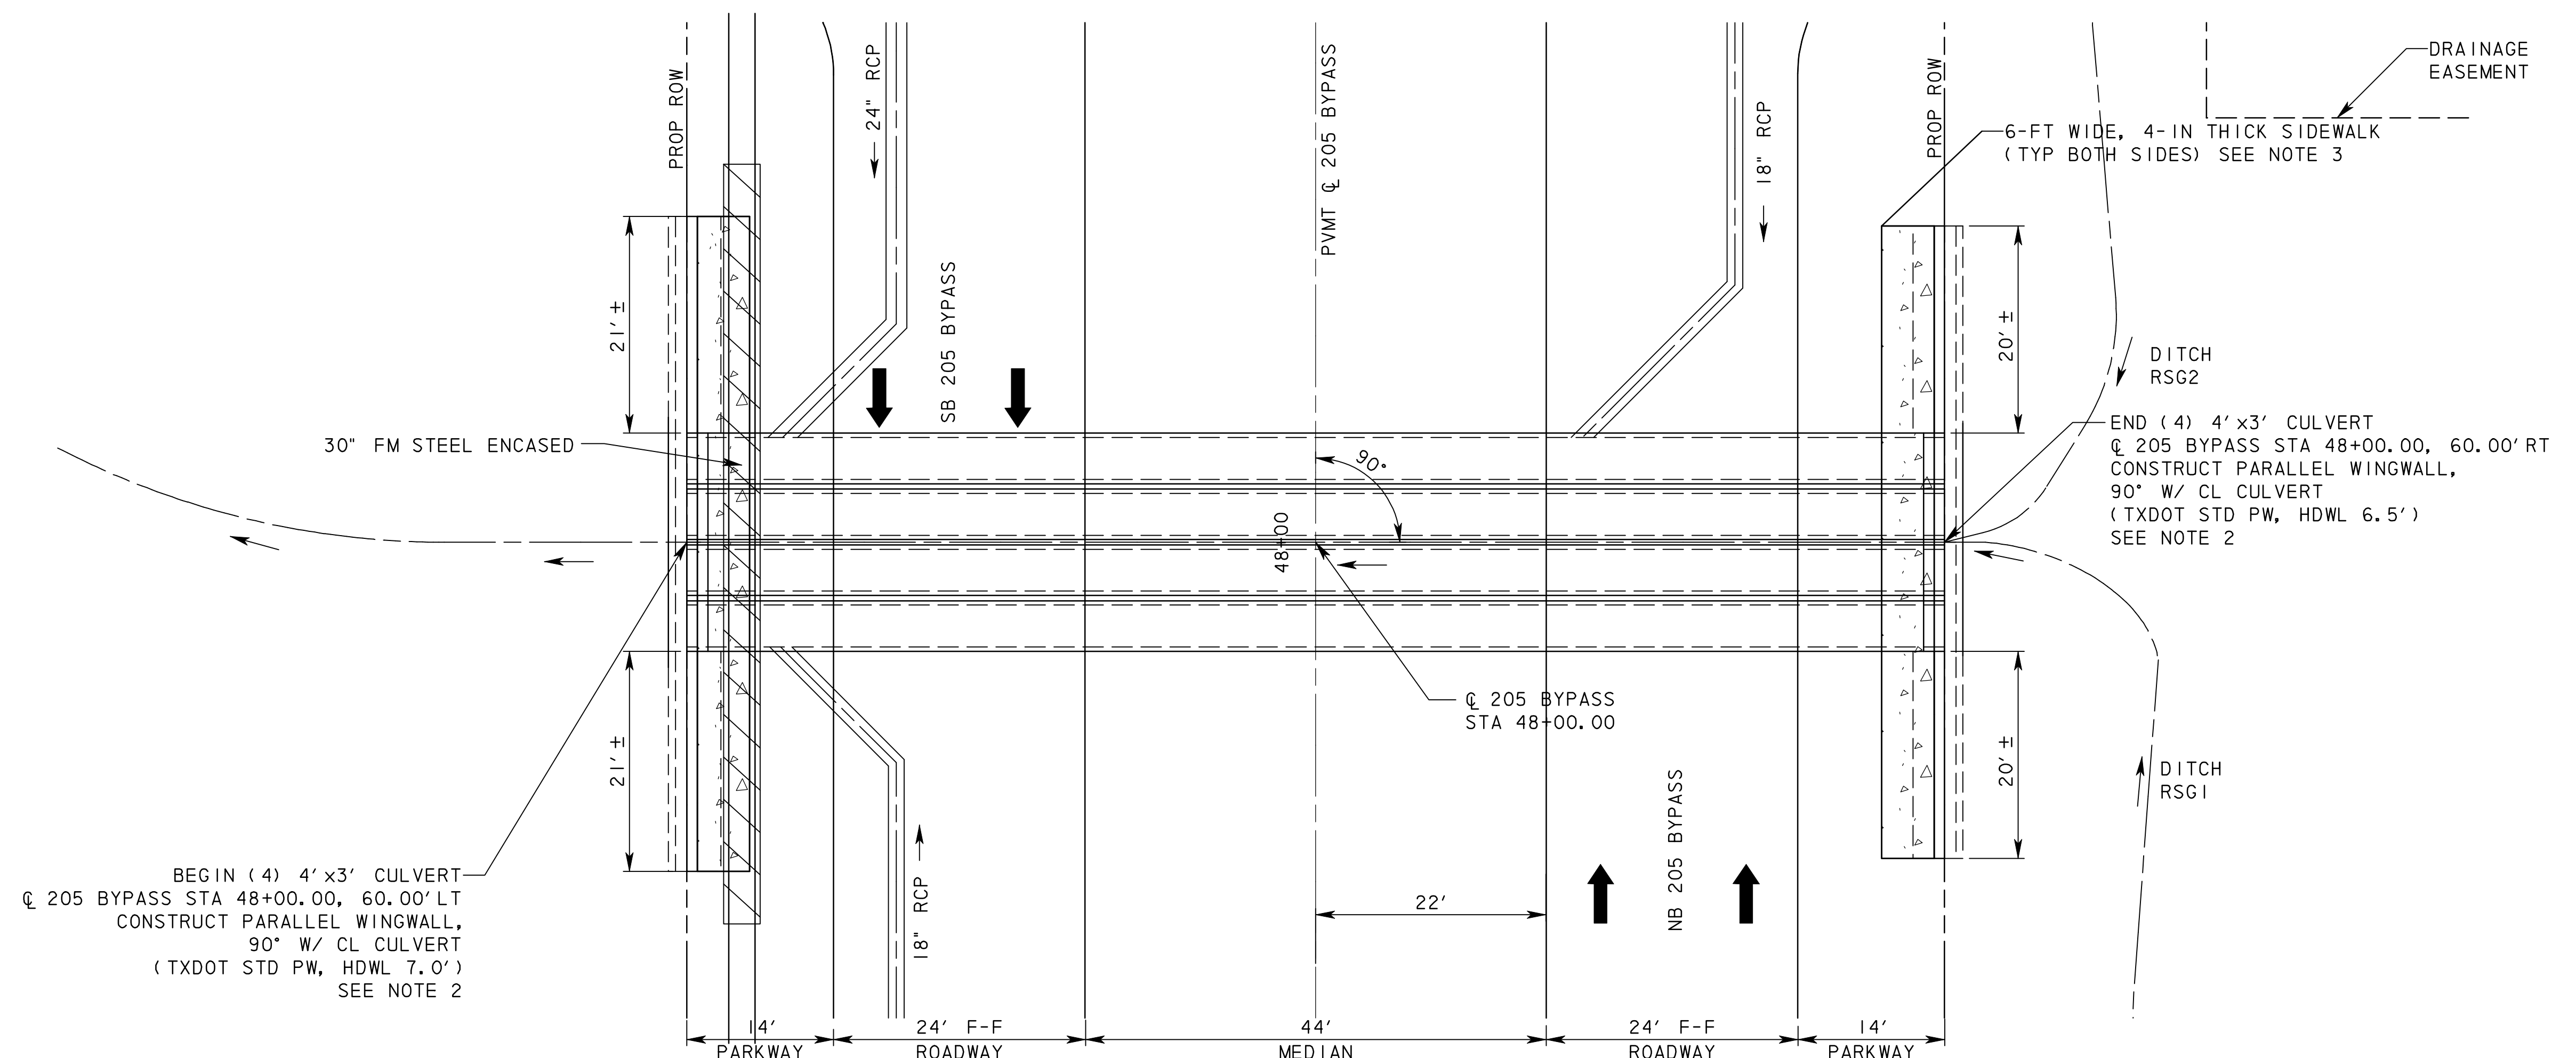 DRAINAGE
EASEMENT
6-FT WIDE, 4-IN THICK SIDEWALK
(TYP BOTH SIDES) SEE NOTE 3
PROP ROW
24" RCP
PVMT ℄ 205 BYPASS
18" RCP
PROP ROW
21'±
SB 205 BYPASS
20'±
DITCH
RSG2
30" FM STEEL ENCASED
90°
END (4) 4'x3' CULVERT
℄ 205 BYPASS STA 48+00.00, 60.00'RT
CONSTRUCT PARALLEL WINGWALL,
90° W/ CL CULVERT
(TXDOT STD PW, HDWL 6.5')
SEE NOTE 2
48+00
℄ 205 BYPASS
STA 48+00.00
21'±
20'±
DITCH
RSG1
BEGIN (4) 4'x3' CULVERT
℄ 205 BYPASS STA 48+00.00, 60.00'LT
CONSTRUCT PARALLEL WINGWALL,
90° W/ CL CULVERT
(TXDOT STD PW, HDWL 7.0')
SEE NOTE 2
18" RCP
22'
NB 205 BYPASS
14'
PARKWAY
24' F-F
ROADWAY
44'
MEDIAN
24' F-F
ROADWAY
14'
PARKWAY